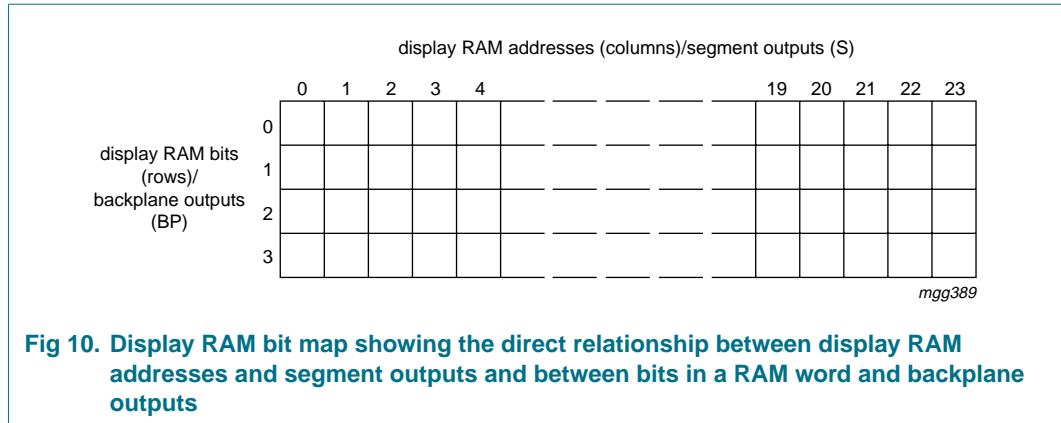 display RAM addresses (columns)/segment outputs (S)
0 1 2 3 4 19 20 21 22 23
0
display RAM bits
1
(rows)/
backplane outputs
2
(BP)
3
mgg389
Fig 10. Display RAM bit map showing the direct relationship between display RAM
addresses and segment outputs and between bits in a RAM word and backplane
outputs